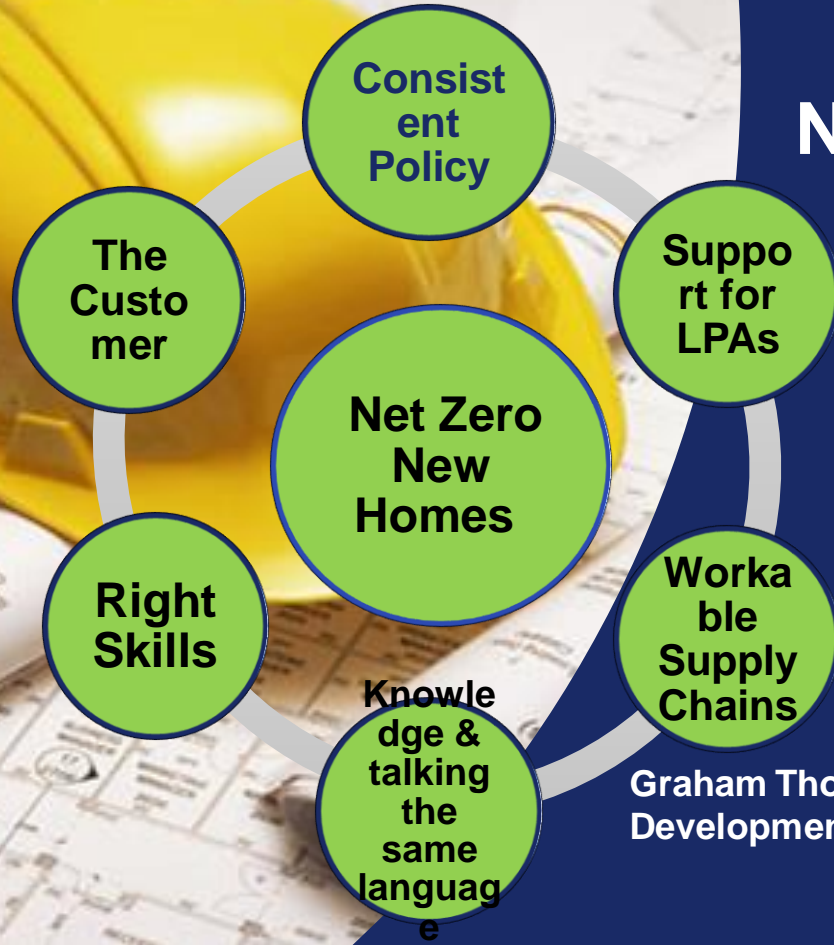 Consist
ent
Policy
N
Suppo
rt for
LPAs
The
Custo
mer
Net Zero
New
Homes
Worka
ble
Supply
Chains
Right
Skills
Knowle
dge &
talking
the
same
languag
e
Graham Tho
Developmen